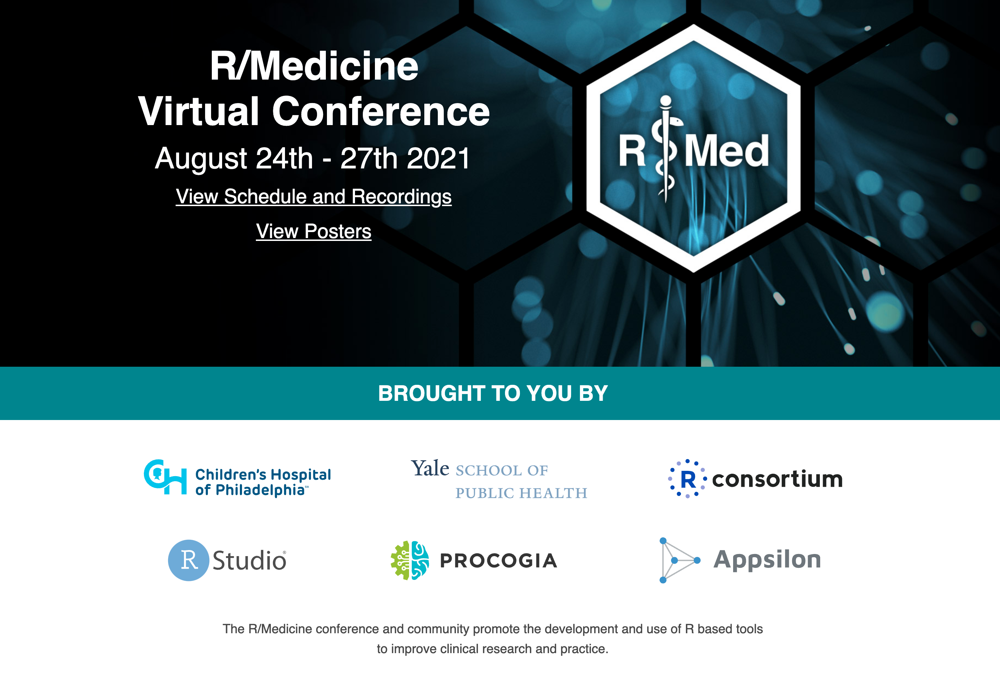 R/Medicine
Virtual Conference
August 24th - 27th 2021
View Schedule and Recordings
View Posters
R Med
BROUGHT TO YOU BY
CH Children's Hospital
of Philadelphia℠
Yale SCHOOL OF
PUBLIC HEALTH
R consortium
R Studio®
PROCOGIA
Appsilon
The R/Medicine conference and community promote the development and use of R based tools
to improve clinical research and practice.